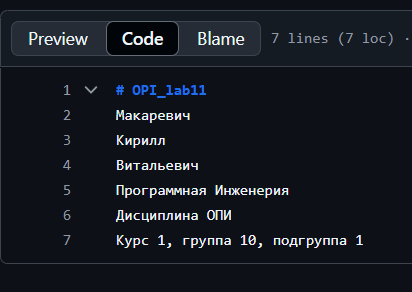 Preview Code Blame 7 lines (7 loc) ·
1 # OPI_lab11
2 Макаревич
3 Кирилл
4 Витальевич
5 Программная Инженерия
6 Дисциплина ОПИ
7 Курс 1, группа 10, подгруппа 1